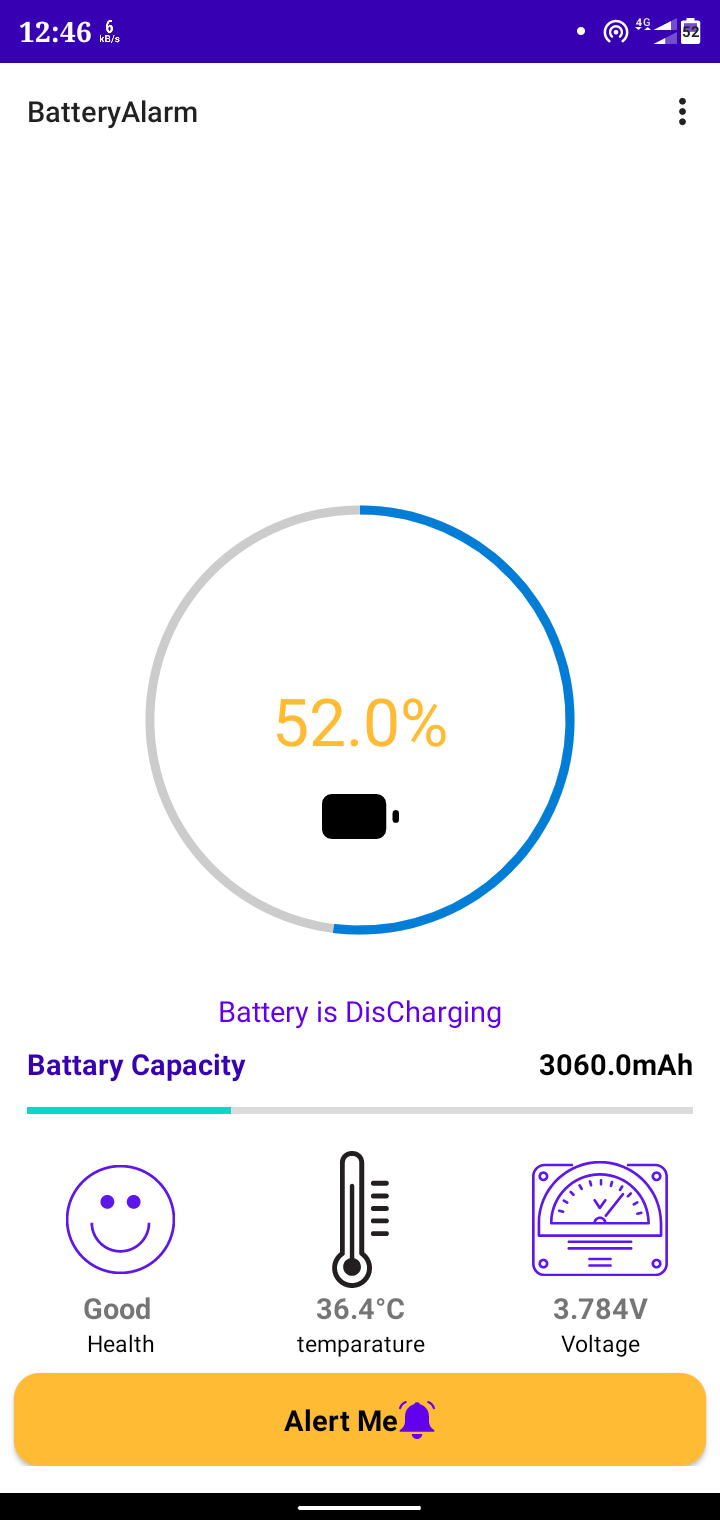 12:46 6 kB/s 4G 52
BatteryAlarm
52.0%
Battery is DisCharging
Battary Capacity 3060.0mAh
V
Good 36.4°C 3.784V
Health temparature Voltage
Alert Me